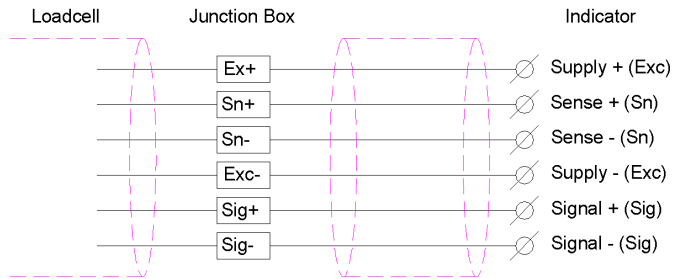 Loadcell Junction Box Indicator
Ex+ Supply + (Exc)
Sn+ Sense + (Sn)
Sn- Sense - (Sn)
Exc- Supply - (Exc)
Sig+ Signal + (Sig)
Sig- Signal - (Sig)